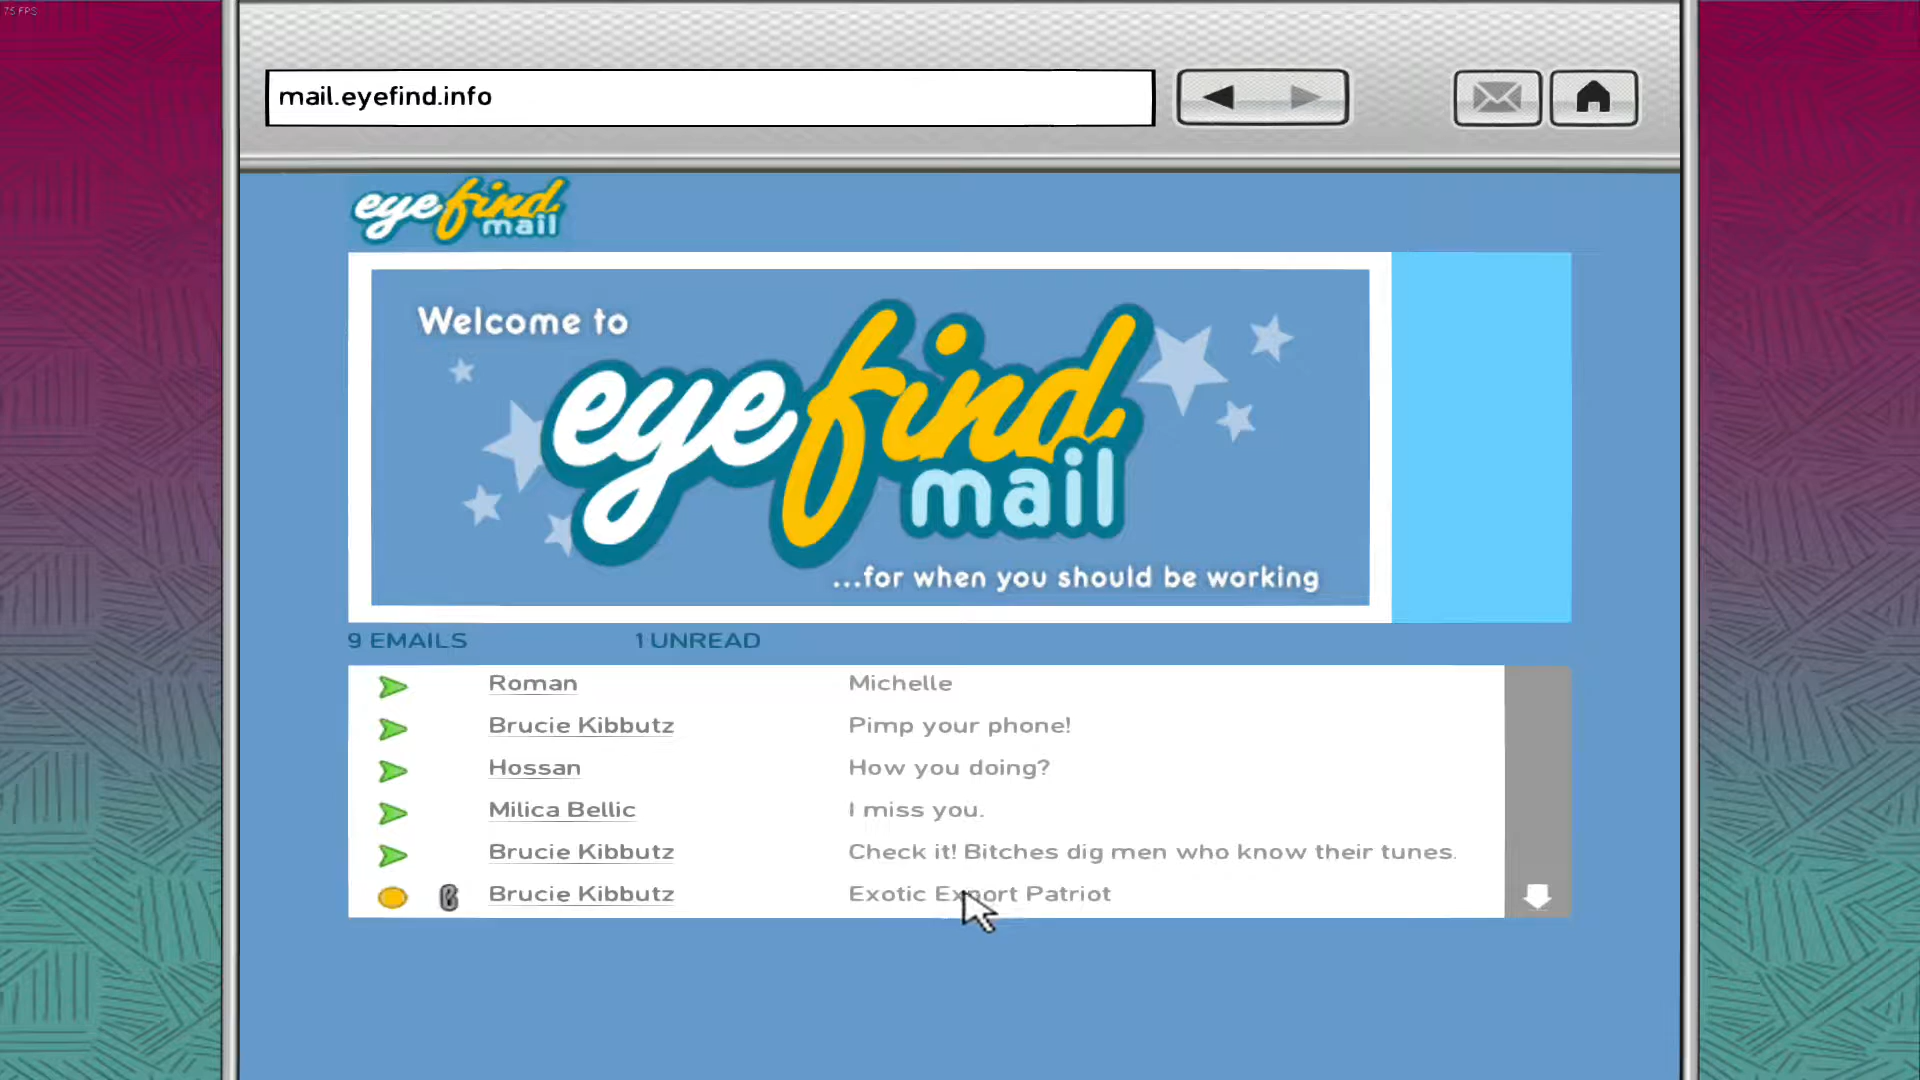 75 FPS
mail.eyefind.info
eyefind mail
Welcome to
eyefind mail
...for when you should be working
9 EMAILS 1 UNREAD
Roman Michelle
Brucie Kibbutz Pimp your phone!
Hossan How you doing?
Milica Bellic I miss you.
Brucie Kibbutz Check it! Bitches dig men who know their tunes.
Brucie Kibbutz Exotic Export Patriot